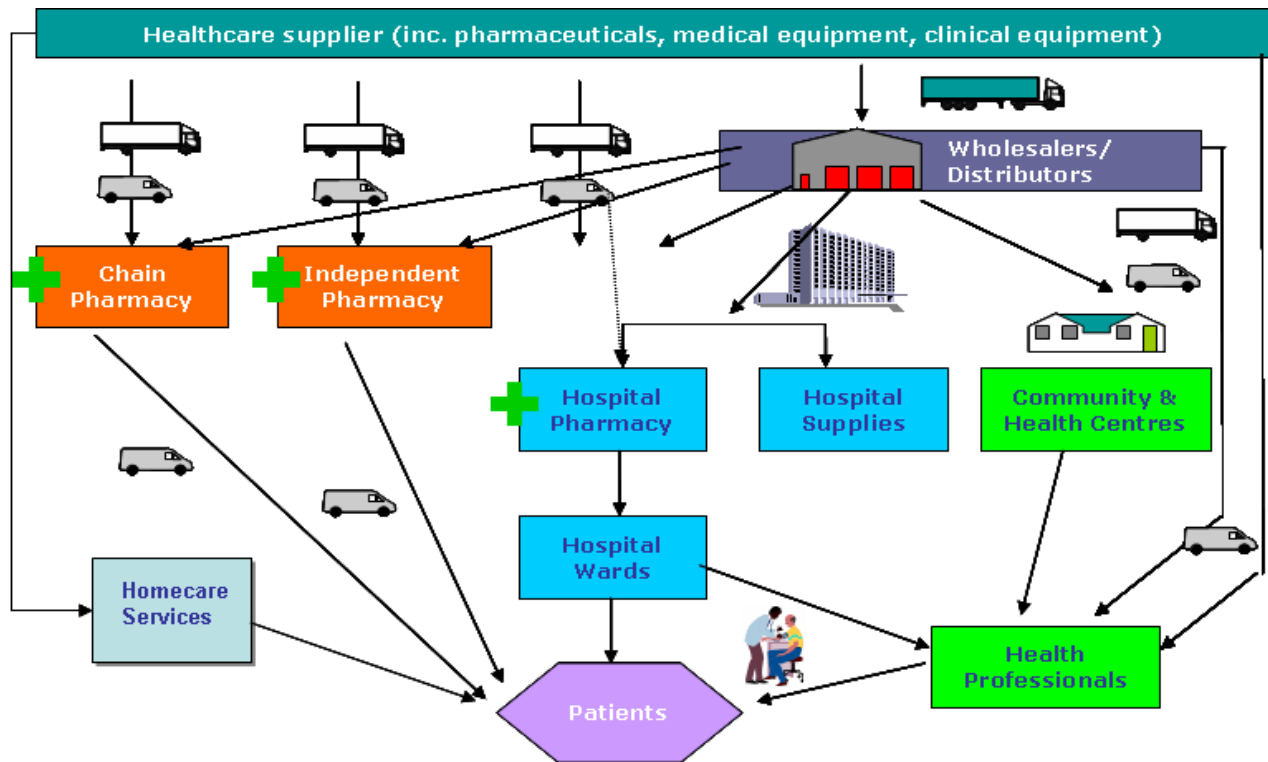 Healthcare supplier (inc. pharmaceuticals, medical equipment, clinical equipment)
Wholesalers/
Distributors
Chain
Pharmacy
Independent
Pharmacy
Hospital
Pharmacy
Hospital
Supplies
Community &
Health Centres
Hospital
Wards
Homecare
Services
Health
Professionals
Patients